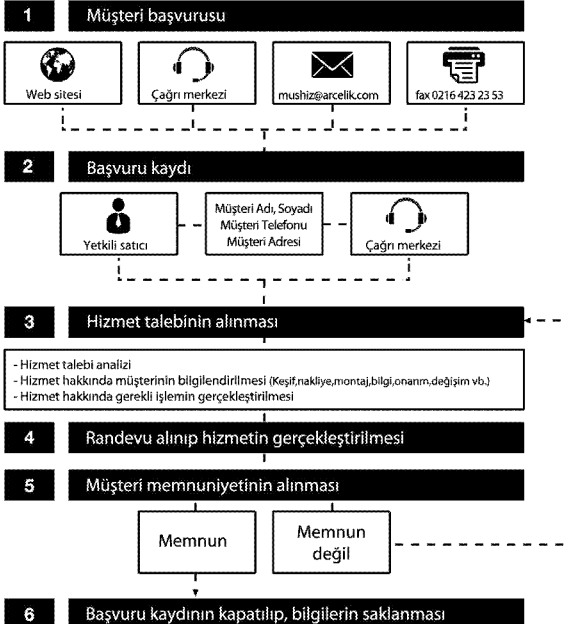 1 Müşteri başvurusu
Web sitesi
Çağrı merkezi
mushiz@arcelik.com
fax 0216 423 23 53
2 Başvuru kaydı
Yetkili satıcı
Müşteri Adı, Soyadı
Müşteri Telefonu
Müşteri Adresi
Çağrı merkezi
3 Hizmet talebinin alınması
- Hizmet talebi analizi
- Hizmet hakkında müşterinin bilgilendirilmesi (Keşif,nakliye,montaj,bilgi,onarım,değişim vb.)
- Hizmet hakkında gerekli işlemin gerçekleştirilmesi
4 Randevu alınıp hizmetin gerçekleştirilmesi
5 Müşteri memnuniyetinin alınması
Memnun
Memnun
değil
6 Başvuru kaydının kapatılıp, bilgilerin saklanması